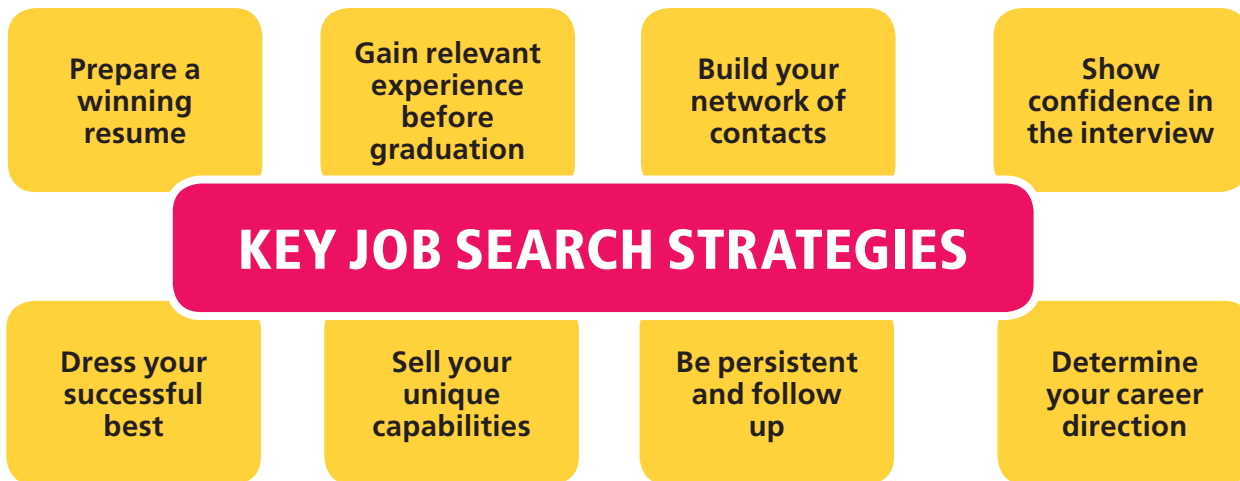 Prepare a
winning
resume
Gain relevant
experience
before
graduation
Build your
network of
contacts
Show
confidence in
the interview
KEY JOB SEARCH STRATEGIES
Dress your
successful
best
Sell your
unique
capabilities
Be persistent
and follow
up
Determine
your career
direction